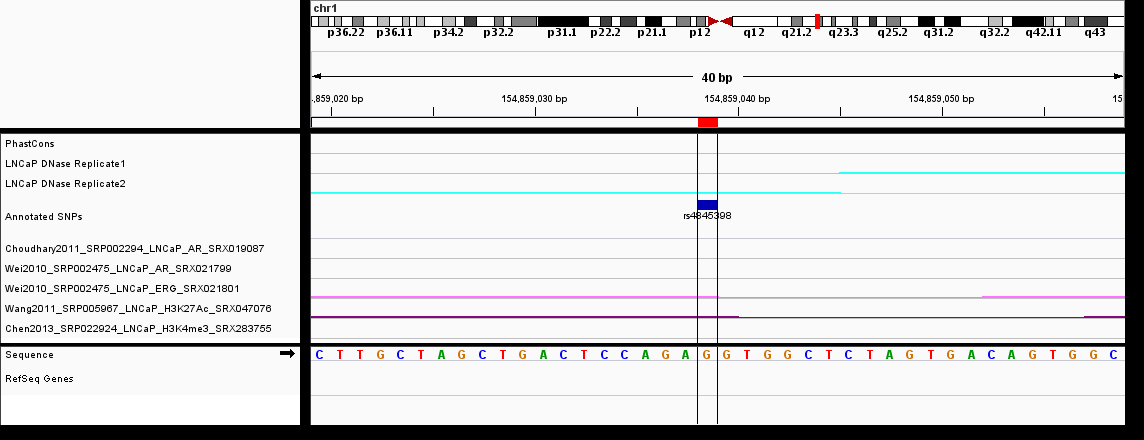 chr1
p36.22 p36.11 p34.2 p32.2 p31.1 p22.2 p21.1 p12 q12 q21.2 q23.3 q25.2 q31.2 q32.2 q42.11 q43
40 bp
,859,020 bp 154,859,030 bp 154,859,040 bp 154,859,050 bp 15
PhastCons
LNCaP DNase Replicate1
LNCaP DNase Replicate2
Annotated SNPs
rs4845398
Choudhary2011_SRP002294_LNCaP_AR_SRX019087
Wei2010_SRP002475_LNCaP_AR_SRX021799
Wei2010_SRP002475_LNCaP_ERG_SRX021801
Wang2011_SRP005967_LNCaP_H3K27Ac_SRX047076
Chen2013_SRP022924_LNCaP_H3K4me3_SRX283755
Sequence C T T G C T A G C T G A C T C C A G A G G T G G C T C T A G T G A C A G T G G C
RefSeq Genes